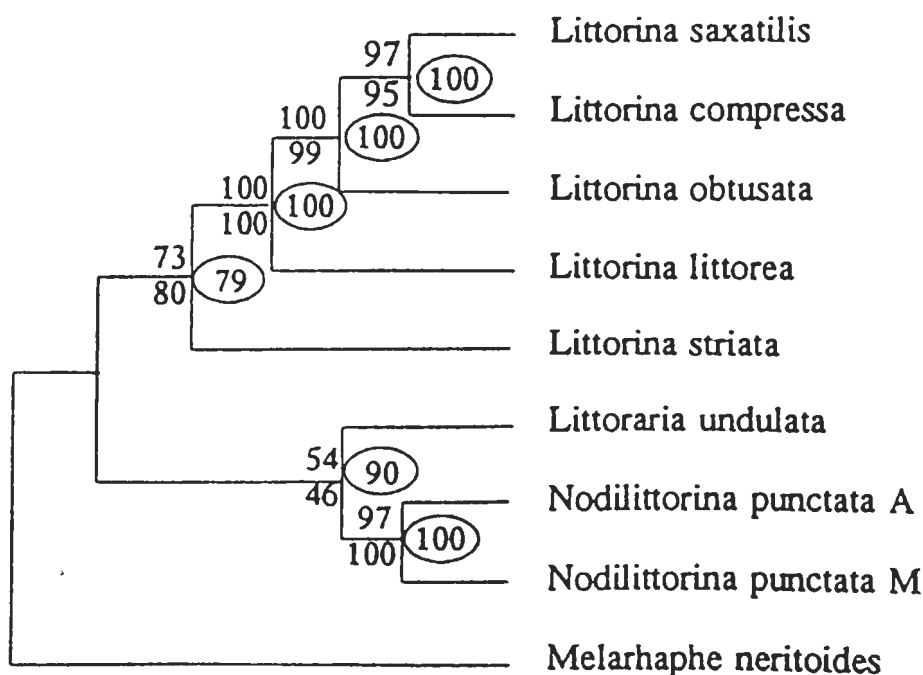 Littorina saxatilis
97
100
95
Littorina compressa
100
100
99
Littorina obtusata
100
100
100
Littorina littorea
73
79
80
Littorina striata
Littoraria undulata
54
90
46
Nodilittorina punctata A
97
100
100
Nodilittorina punctata M
Melarhaphe neritoides